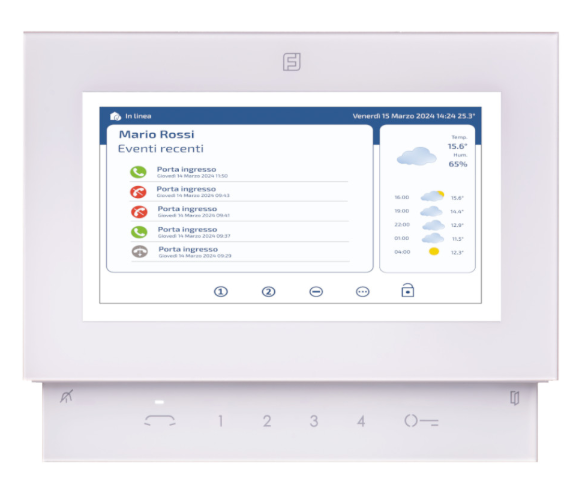 In linea
Venerdì 15 Marzo 2024 14:24 25.3°
Mario Rossi
Eventi recenti
Porta ingresso
Giovedì 14 Marzo 2024 11:50
Porta ingresso
Giovedì 14 Marzo 2024 09:43
Porta ingresso
Giovedì 14 Marzo 2024 09:41
Porta ingresso
Giovedì 14 Marzo 2024 09:37
Porta ingresso
Giovedì 14 Marzo 2024 09:29
Temp.
15.6°
Hum.
65%
16:00 15.6°
19:00 14.4°
22:00 12.9°
01:00 11.3°
04:00 12.3°
1 2
1 2 3 4